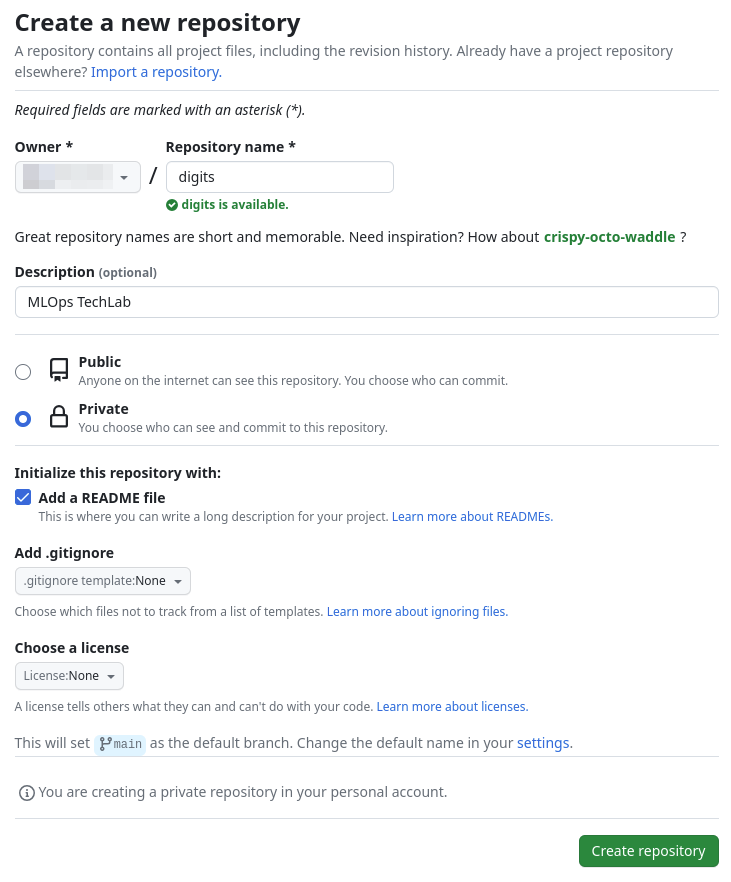 Create a new repository
A repository contains all project files, including the revision history. Already have a project repository
elsewhere? Import a repository.
Required fields are marked with an asterisk (*).
Owner *
Repository name *
/
digits
digits is available.
Great repository names are short and memorable. Need inspiration? How about crispy-octo-waddle ?
Description (optional)
MLOps TechLab
Public
Anyone on the internet can see this repository. You choose who can commit.
Private
You choose who can see and commit to this repository.
Initialize this repository with:
Add a README file
This is where you can write a long description for your project. Learn more about READMEs.
Add .gitignore
.gitignore template:None
Choose which files not to track from a list of templates. Learn more about ignoring files.
Choose a license
License:None
A license tells others what they can and can't do with your code. Learn more about licenses.
This will set main as the default branch. Change the default name in your settings.
You are creating a private repository in your personal account.
Create repository